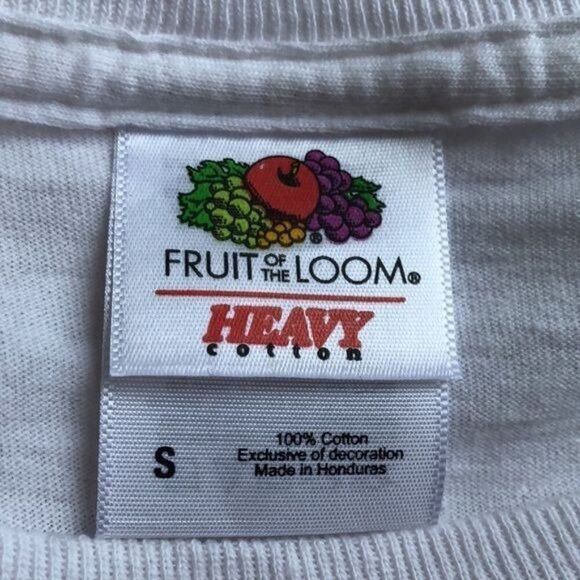 ®
FRUIT OF THE LOOM®
HEAVY
cotton
S
100% Cotton
Exclusive of decoration
Made in Honduras